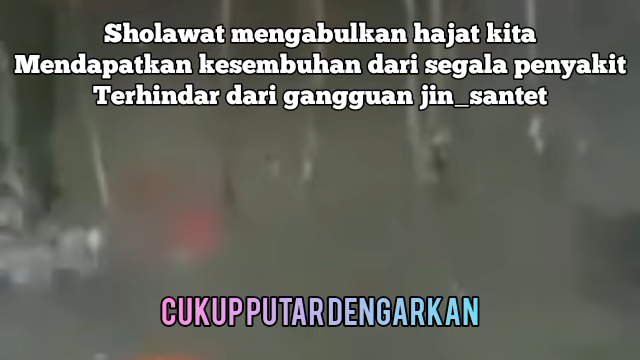 Sholawat mengabulkan hajat kita
Mendapatkan kesembuhan dari segala penyakit
Terhindar dari gangguan jin_santet
CUKUP PUTAR DENGARKAN